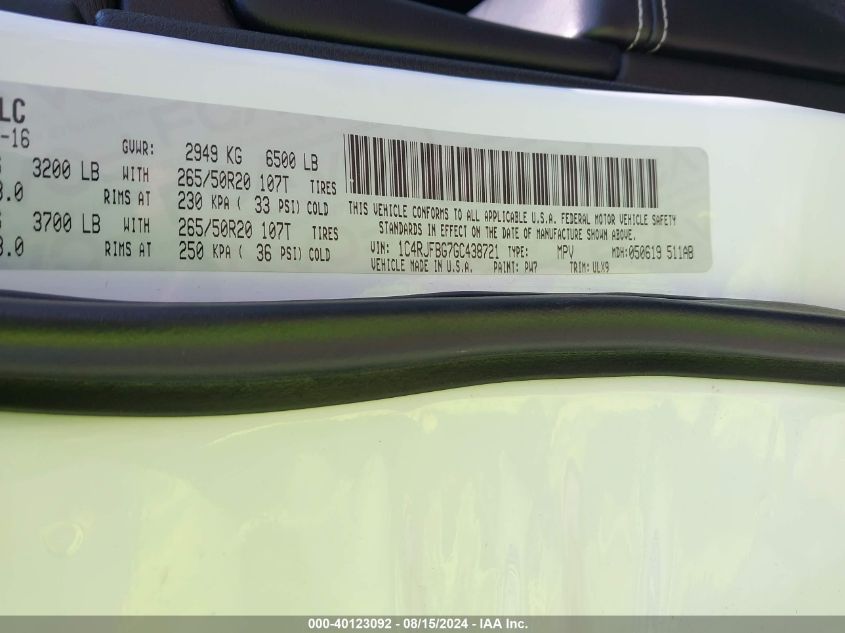 LC
-16
GVWR: 2949 KG 6500 LB
3200 LB WITH 265/50R20 107T TIRES
3.0 RIMS AT 230 KPA ( 33 PSI) COLD
3700 LB WITH 265/50R20 107T TIRES
3.0 RIMS AT 250 KPA ( 36 PSI) COLD
THIS VEHICLE CONFORMS TO ALL APPLICABLE U.S.A. FEDERAL MOTOR VEHICLE SAFETY
STANDARDS IN EFFECT ON THE DATE OF MANUFACTURE SHOWN ABOVE.
VIN: 1C4RJFBG7GC438721 TYPE: MPV MDH:050619 511AB
VEHICLE MADE IN U.S.A. PAINT: PW7 TRIM: ULX9
000-40123092 - 08/15/2024 - IAA Inc.